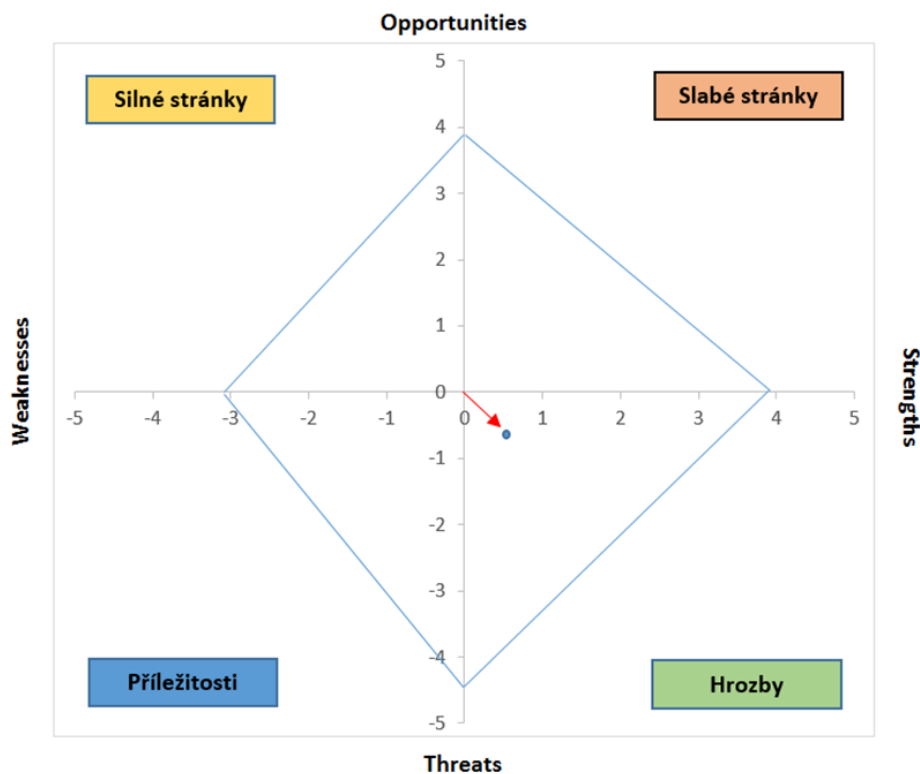 Opportunities
Silné stránky
Slabé stránky
5
4
3
2
1
0
-1
-2
-3
-4
-5
-5 -4 -3 -2 -1 0 1 2 3 4 5
Weaknesses
Strengths
Příležitosti
Hrozby
Threats